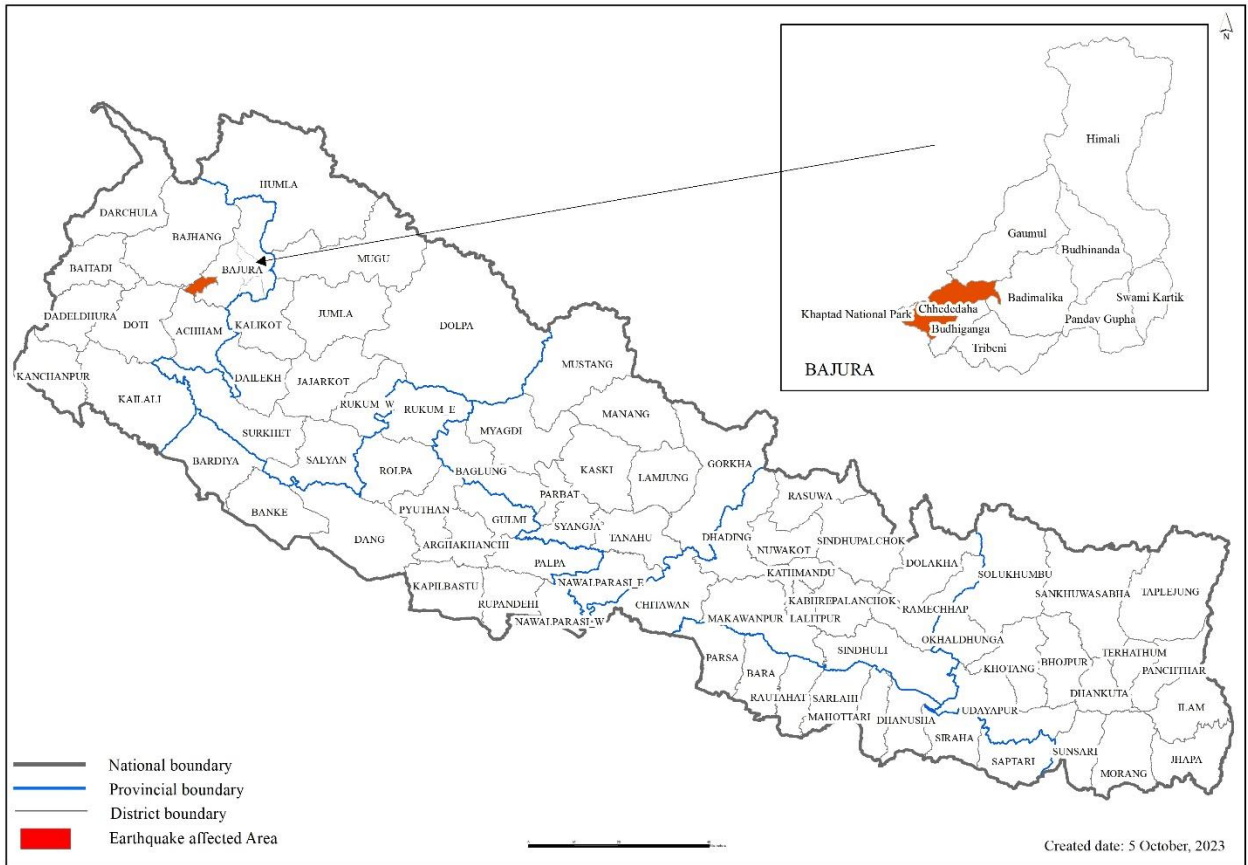 N
Himali
Gaumul
Budhinanda
Badimalika
Swami Kartik
Chhededaha
Khaptad National Park
Pandav Gupha
Budhiganga
Tribeni
BAJURA
HUMLA
DARCHULA
BAJHANG
MUGU
BAITADI
BAJURA
DADELDHURA
DOTI
ACHHAM
KALIKOT
JUMLA
DOLPA
KANCHANPUR
KAILALI
DAILEKH
JAJARKOT
MUSTANG
RUKUM_W
RUKUM_E
MANANG
SURKHET
MYAGDI
BARDIYA
SALYAN
ROLPA
BAGLUNG
KASKI
LAMJUNG
GORKHA
BANKE
PYUTHAN
PARBAT
RASUWA
GULMI
SYANGJA
DANG
ARGHAKHANCHI
TANAHU
DHADING
NUWAKOT
SINDHUPALCHOK
PALPA
DOLAKHA
SOLUKHUMBU
KAPILBASTU
NAWALPARASI_E
KATHMANDU
SANKHUWASABHA
TAPLEJUNG
RUPANDEHI
CHITAWAN
KABHREPALANCHOK
RAMECHHAP
NAWALPARASI_W
MAKAWANPUR
LALITPUR
OKHALDHUNGA
SINDHULI
TERHATHUM
PARSA
KHOTANG
BHOJPUR
PANCHTHAR
BARA
DHANKUTA
RAUTAHAT
SARLAHI
UDAYAPUR
ILAM
MAHOTTARI
DHANUSHA
SIRAHA
SUNSARI
SAPTARI
MORANG
JHAPA
National boundary
Provincial boundary
District boundary
Earthquake affected Area
Created date: 5 October, 2023